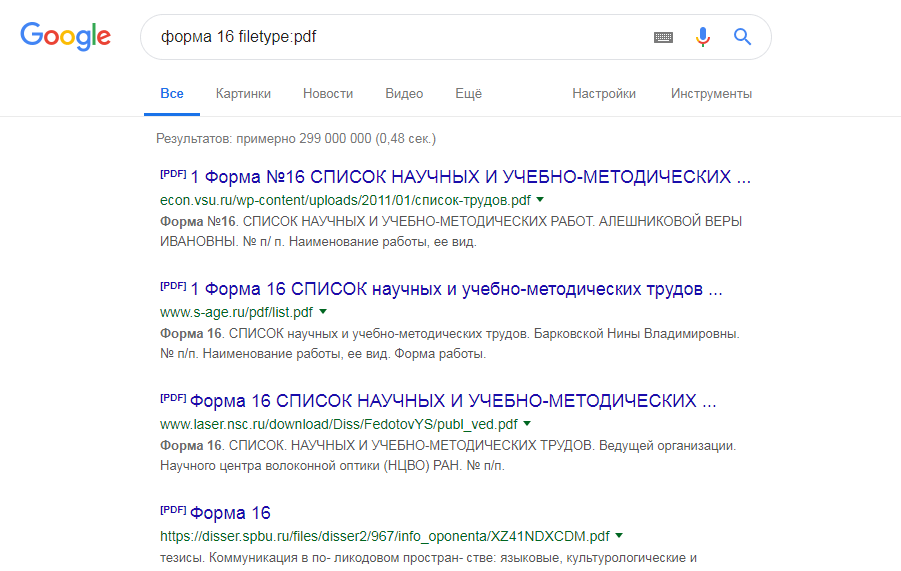 Google
форма 16 filetype:pdf
Все Картинки Новости Видео Ещё Настройки Инструменты
Результатов: примерно 299 000 000 (0,48 сек.)
[PDF] 1 Форма №16 СПИСОК НАУЧНЫХ И УЧЕБНО-МЕТОДИЧЕСКИХ ...
econ.vsu.ru/wp-content/uploads/2011/01/список-трудов.pdf
Форма №16. СПИСОК НАУЧНЫХ И УЧЕБНО-МЕТОДИЧЕСКИХ РАБОТ. АЛЕШНИКОВОЙ ВЕРЫ
ИВАНОВНЫ. № п/ п. Наименование работы, ее вид.
[PDF] 1 Форма 16 СПИСОК научных и учебно-методических трудов ...
www.s-age.ru/pdf/list.pdf
Форма 16. СПИСОК научных и учебно-методических трудов. Барковской Нины Владимировны.
№ п/п. Наименование работы, ее вид. Форма работы.
[PDF] Форма 16 СПИСОК НАУЧНЫХ И УЧЕБНО-МЕТОДИЧЕСКИХ ...
www.laser.nsc.ru/download/Diss/FedotovYS/publ_ved.pdf
Форма 16. СПИСОК. НАУЧНЫХ И УЧЕБНО-МЕТОДИЧЕСКИХ ТРУДОВ. Ведущей организации.
Научного центра волоконной оптики (НЦВО) РАН. № п/п.
[PDF] Форма 16
https://disser.spbu.ru/files/disser2/967/info_oponenta/XZ41NDXCDM.pdf
тезисы. Коммуникация в по- ликодовом простран- стве: языковые, культурологические и